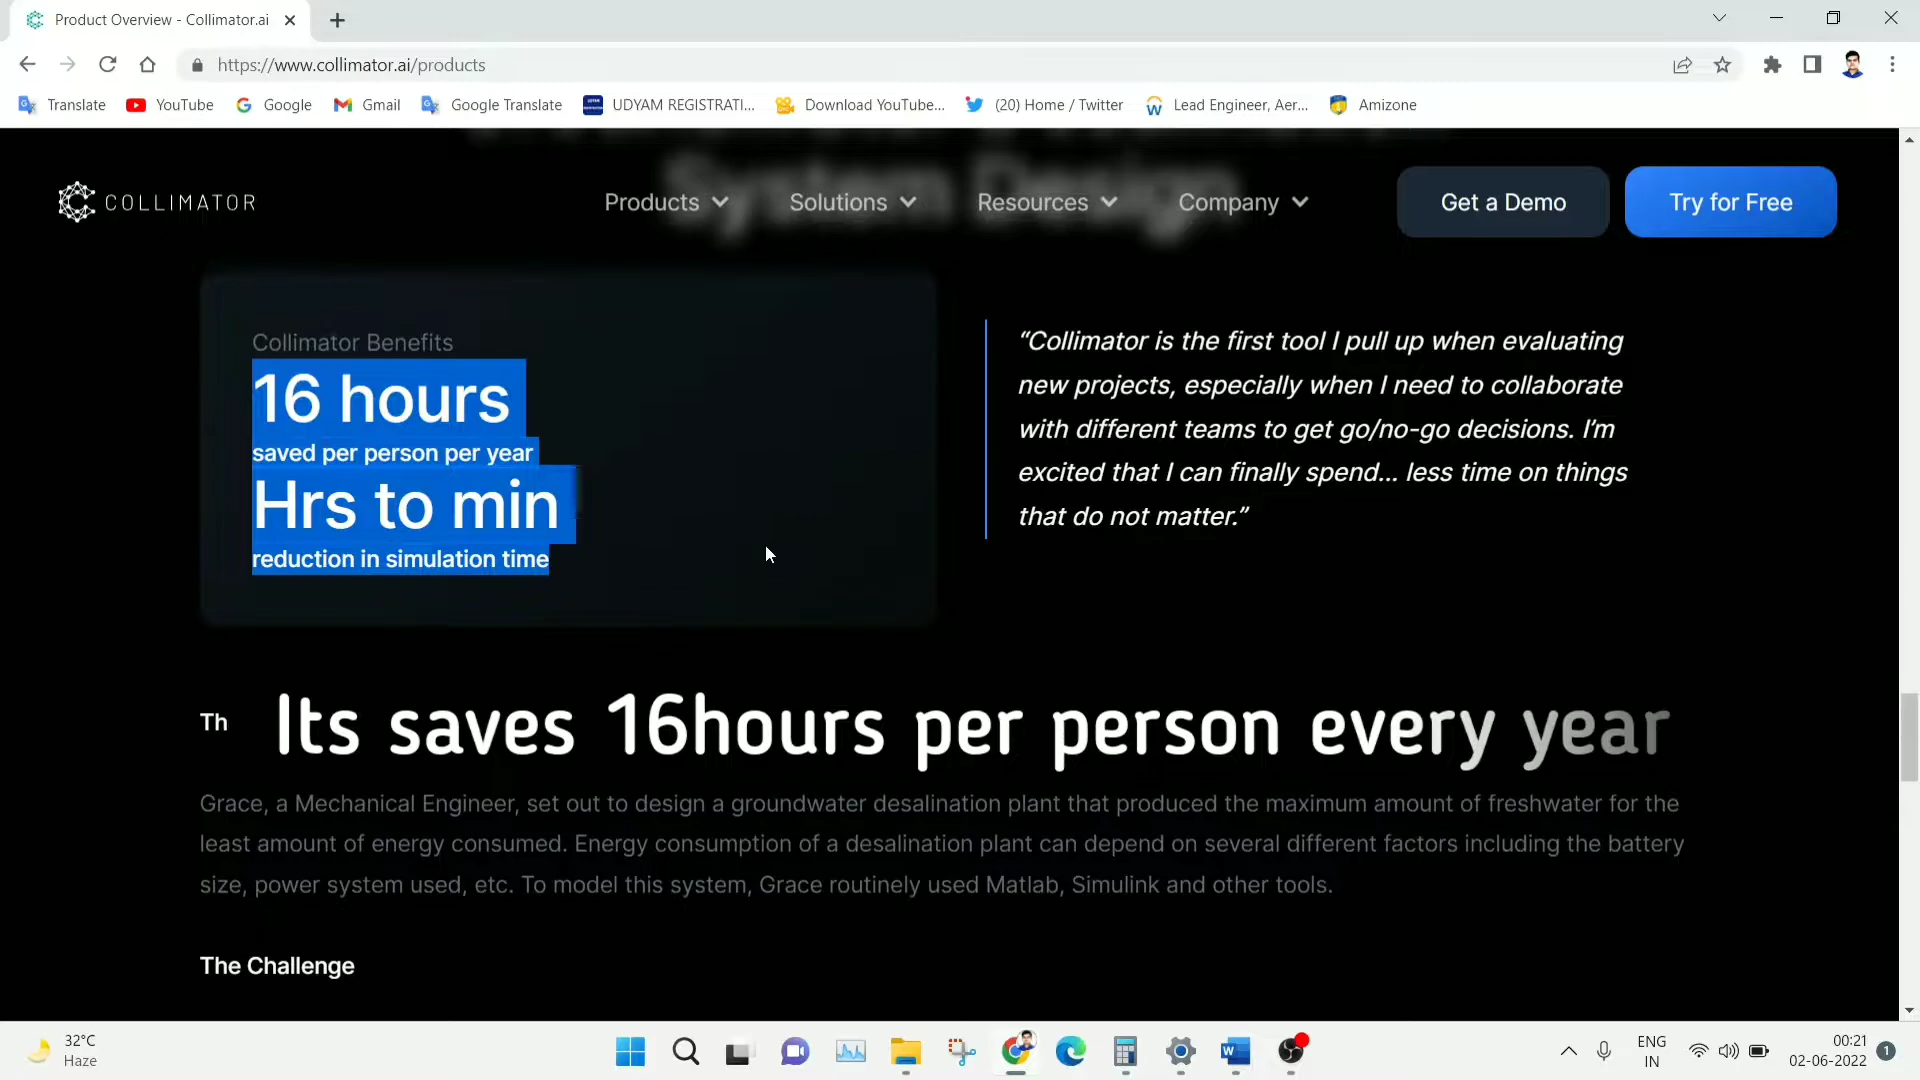 Product Overview - Collimator.ai
https://www.collimator.ai/products
Translate
YouTube
Google
Gmail
Google Translate
UDYAM REGISTRATI...
Download YouTube...
(20) Home / Twitter
Lead Engineer, Aer...
Amizone
System Design
COLLIMATOR
Products
Solutions
Resources
Company
Get a Demo
Try for Free
Collimator Benefits
16 hours
saved per person per year
Hrs to min
reduction in simulation time
“Collimator is the first tool I pull up when evaluating
new projects, especially when I need to collaborate
with different teams to get go/no-go decisions. I’m
excited that I can finally spend... less time on things
that do not matter.”
Th
Its saves 16hours per person every year
Grace, a Mechanical Engineer, set out to design a groundwater desalination plant that produced the maximum amount of freshwater for the
least amount of energy consumed. Energy consumption of a desalination plant can depend on several different factors including the battery
size, power system used, etc. To model this system, Grace routinely used Matlab, Simulink and other tools.
The Challenge
32°C
Haze
ENG
IN
00:21
02-06-2022
1